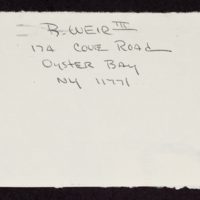 B. WEIR III
174 COVE ROAD
OYSTER BAY
NY 11771